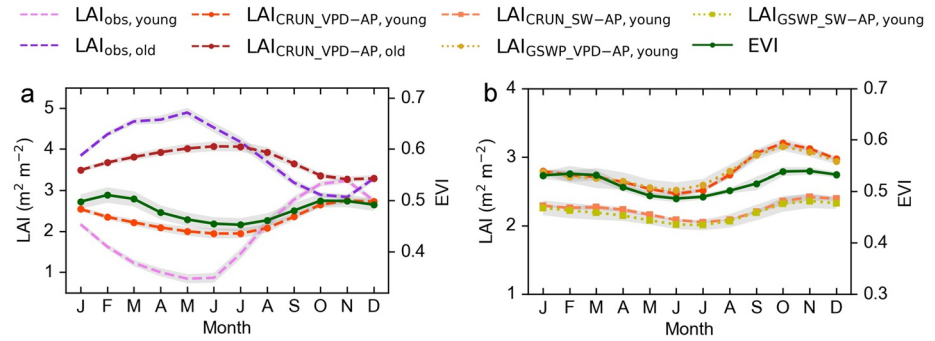 LAIobs, young LAICRUN_VPD−AP, young LAICRUN_SW−AP, young LAIGSWP_SW−AP, young
LAIobs, old LAICRUN_VPD−AP, old LAIGSWP_VPD−AP, young EVI
a
b
5
4
3
2
1
LAI (m² m⁻²)
0.7
0.6
0.5
0.4
EVI
J F M A M J J A S O N D
Month
4
3
2
1
LAI (m² m⁻²)
0.7
0.6
0.5
0.4
0.3
EVI
J F M A M J J A S O N D
Month